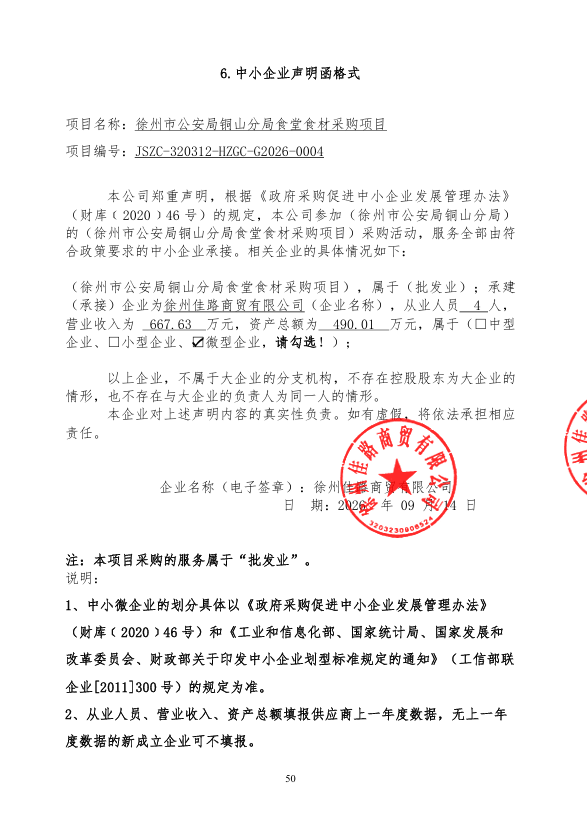 6.中小企业声明函格式
项目名称：徐州市公安局铜山分局食堂食材采购项目
项目编号：JSZC-320312-HZGC-G2026-0004
本公司郑重声明，根据《政府采购促进中小企业发展管理办法》
（财库﹝2020﹞46号）的规定，本公司参加（徐州市公安局铜山分局）
的（徐州市公安局铜山分局食堂食材采购项目）采购活动，服务全部由符
合政策要求的中小企业承接。相关企业的具体情况如下：
（徐州市公安局铜山分局食堂食材采购项目），属于（批发业）；承建
（承接）企业为徐州佳路商贸有限公司（企业名称），从业人员 4 人，
营业收入为 667.63 万元，资产总额为 490.01 万元，属于（□中型
企业、□小型企业、☑微型企业，请勾选！）；
以上企业，不属于大企业的分支机构，不存在控股股东为大企业的
情形，也不存在与大企业的负责人为同一人的情形。
本企业对上述声明内容的真实性负责。如有虚假，将依法承担相应
责任。
企业名称（电子签章）：徐州佳路商贸有限公司
日 期：2026 年 09 月 14 日
徐州佳路商贸有限公司
3203230906524
注：本项目采购的服务属于“批发业”。
说明：
1、中小微企业的划分具体以《政府采购促进中小企业发展管理办法》
（财库﹝2020﹞46号）和《工业和信息化部、国家统计局、国家发展和
改革委员会、财政部关于印发中小企业划型标准规定的通知》（工信部联
企业[2011]300号）的规定为准。
2、从业人员、营业收入、资产总额填报供应商上一年度数据，无上一年
度数据的新成立企业可不填报。
50